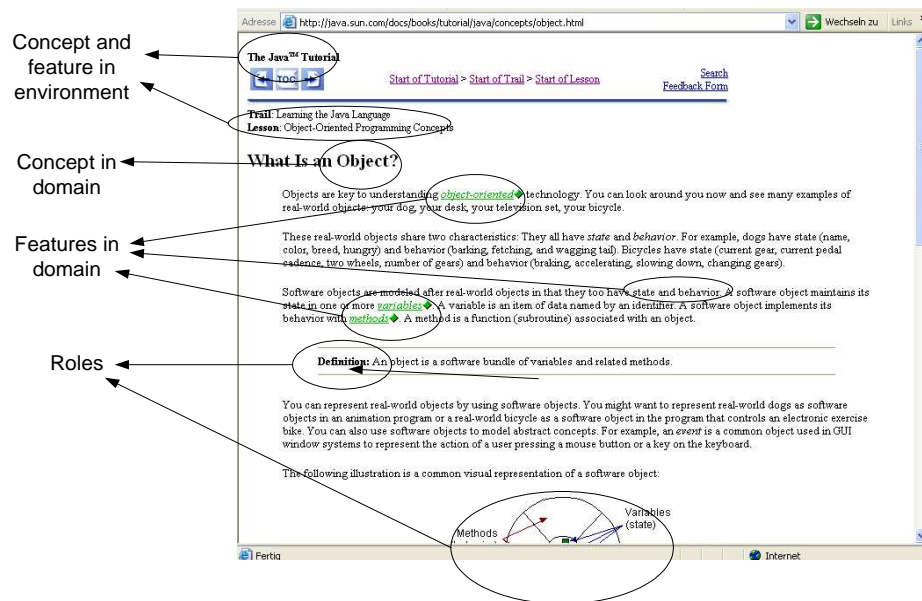 Concept and
feature in
environment
Concept in
domain
Features in
domain
Roles
Adresse http://java.sun.com/docs/books/tutorial/java/concepts/object.html Wechseln zu Links
The Java™ Tutorial
TOC
Start of Tutorial > Start of Trail > Start of Lesson
Search
Feedback Form
Trail: Learning the Java Language
Lesson: Object-Oriented Programming Concepts
What Is an Object?
Objects are key to understanding object-oriented technology. You can look around you now and see many examples of
real-world objects: your dog, your desk, your television set, your bicycle.
These real-world objects share two characteristics: They all have state and behavior. For example, dogs have state (name,
color, breed, hungry) and behavior (barking, fetching, and wagging tail). Bicycles have state (current gear, current pedal
cadence, two wheels, number of gears) and behavior (braking, accelerating, slowing down, changing gears).
Software objects are modeled after real-world objects in that they too have state and behavior. A software object maintains its
state in one or more variables. A variable is an item of data named by an identifier. A software object implements its
behavior with methods. A method is a function (subroutine) associated with an object.
Definition: An object is a software bundle of variables and related methods.
You can represent real-world objects by using software objects. You might want to represent real-world dogs as software
objects in an animation program or a real-world bicycle as a software object in the program that controls an electronic exercise
bike. You can also use software objects to model abstract concepts. For example, an event is a common object used in GUI
window systems to represent the action of a user pressing a mouse button or a key on the keyboard.
The following illustration is a common visual representation of a software object:
Variables
(state)
Methods
Fertig
Internet